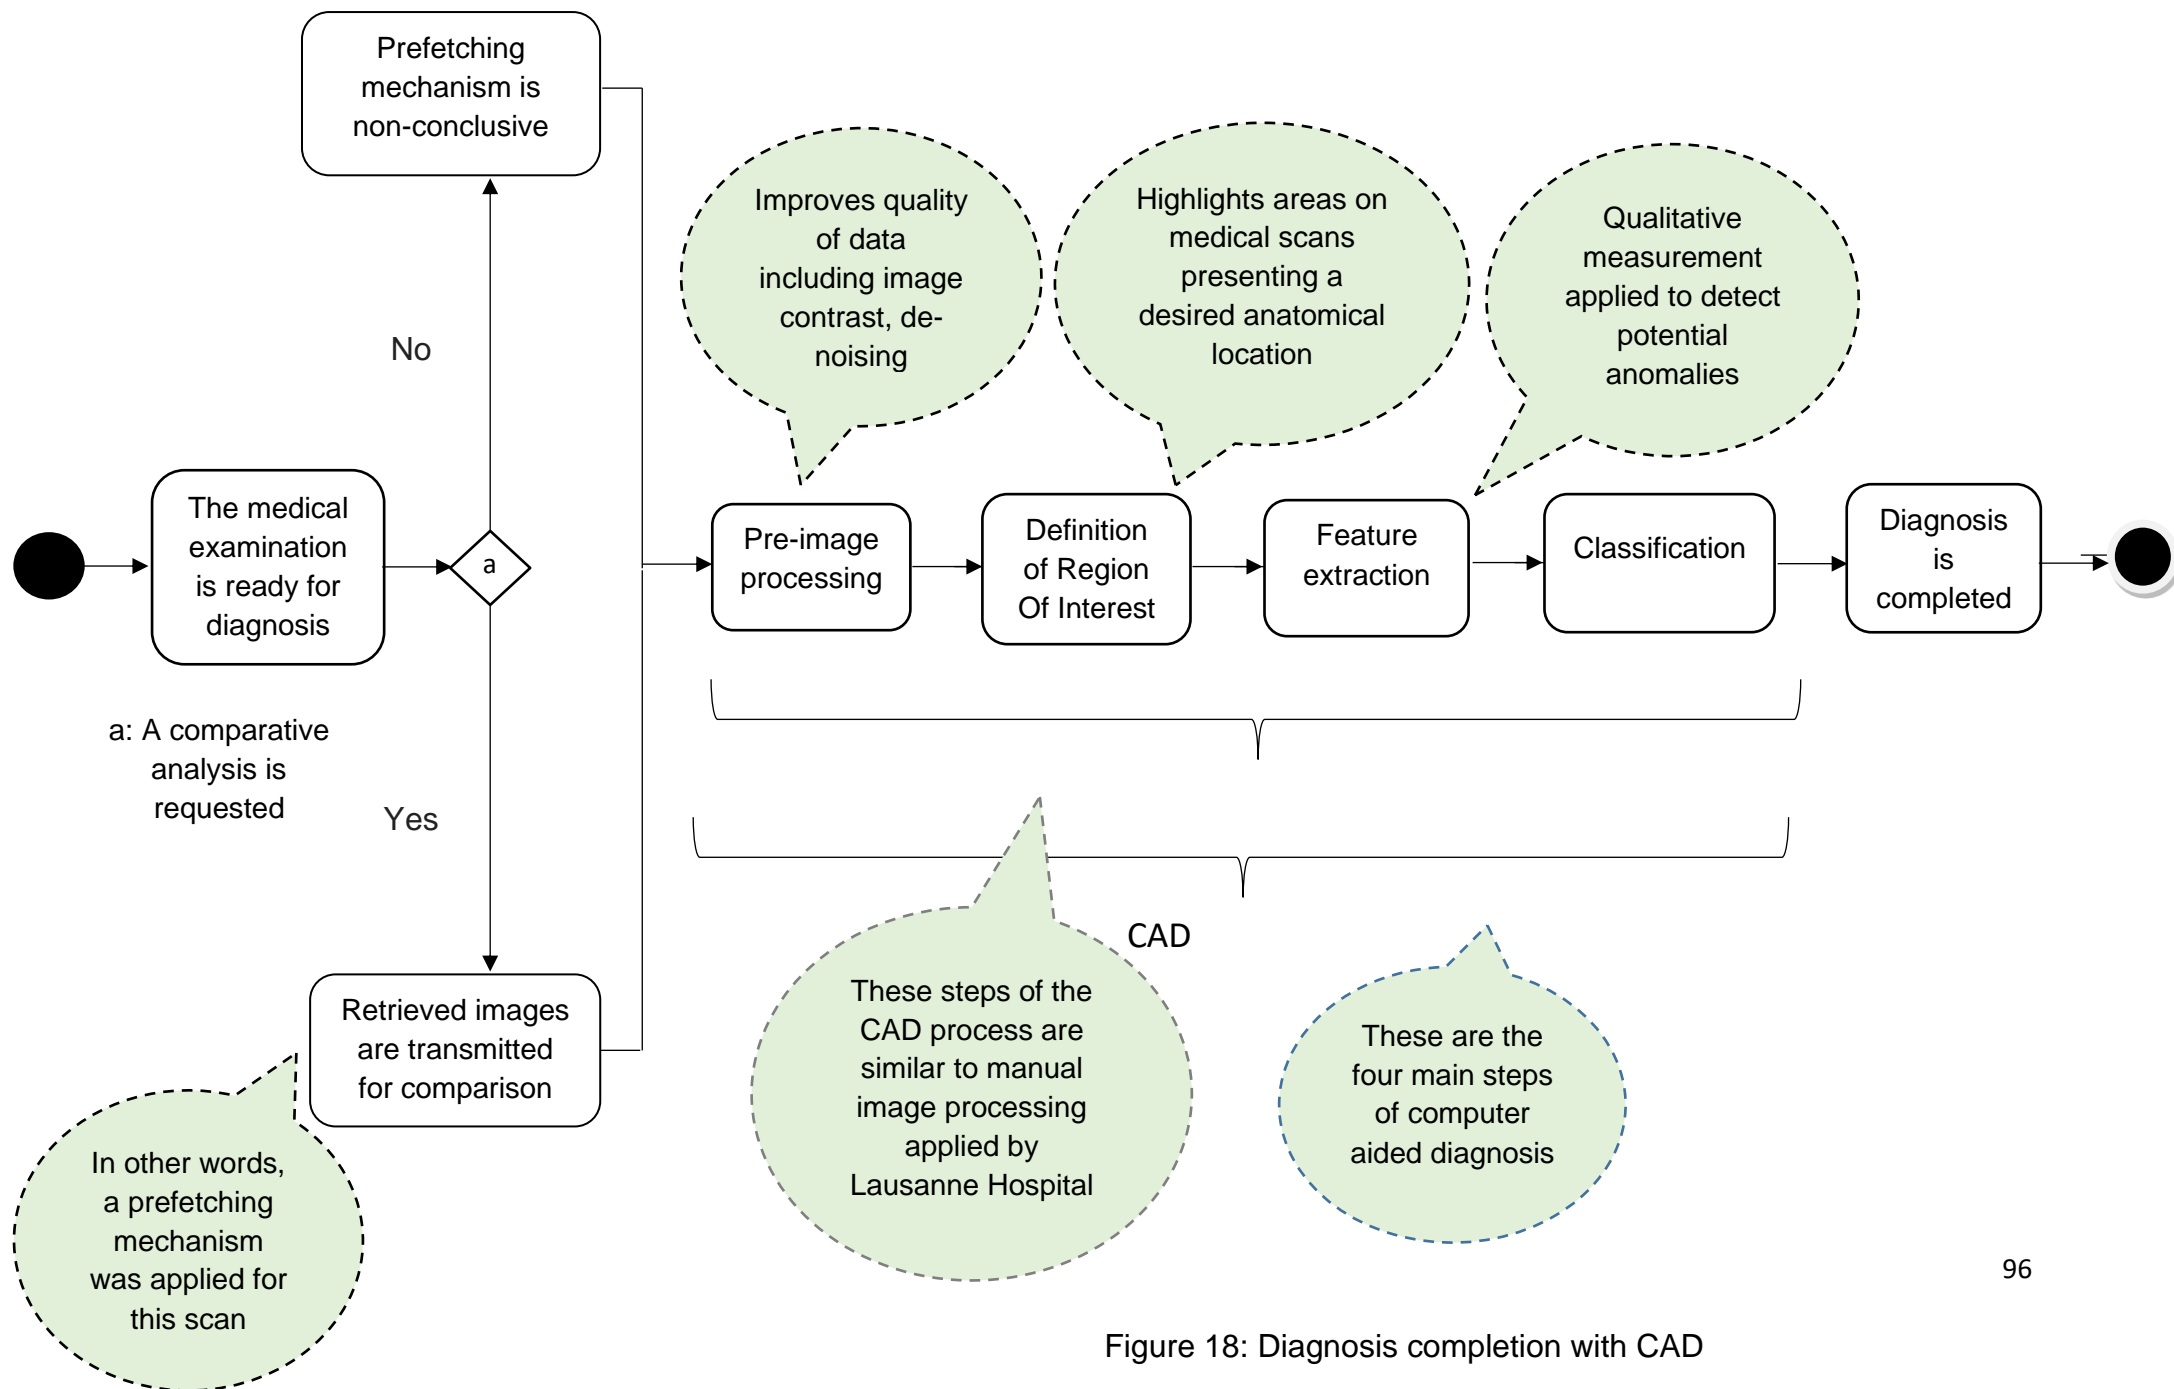 Prefetching
mechanism is
non-conclusive
Improves quality
of data
including image
contrast, de-
noising
Highlights areas on
medical scans
presenting a
desired anatomical
location
Qualitative
measurement
applied to detect
potential
anomalies
No
The medical
examination
is ready for
diagnosis
a
Pre-image
processing
Definition
of Region
Of Interest
Feature
extraction
Classification
Diagnosis
is
completed
a: A comparative
analysis is
requested
Yes
CAD
Retrieved images
are transmitted
for comparison
These steps of the
CAD process are
similar to manual
image processing
applied by
Lausanne Hospital
These are the
four main steps
of computer
aided diagnosis
In other words,
a prefetching
mechanism
was applied for
this scan
96
Figure 18: Diagnosis completion with CAD